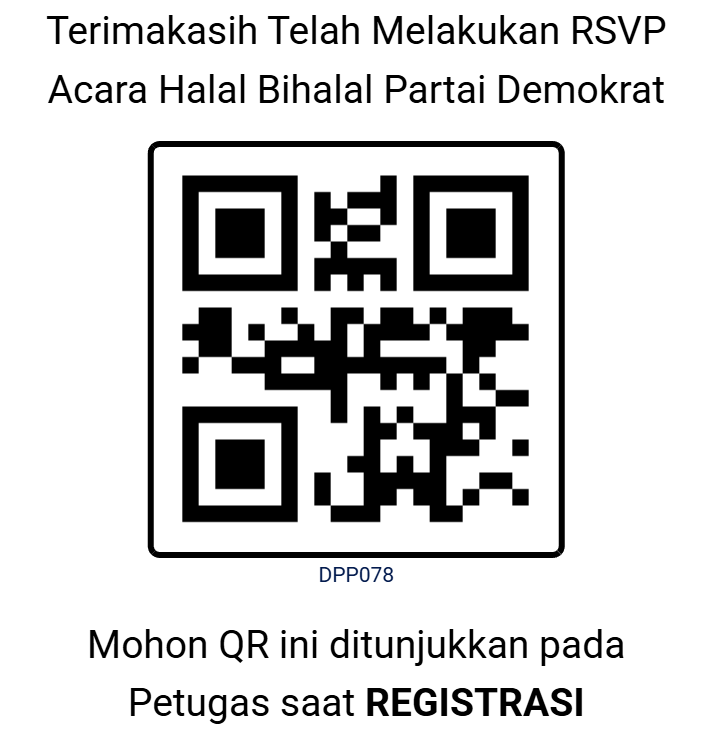 Terimakasih Telah Melakukan RSVP
Acara Halal Bihalal Partai Demokrat
DPP078
Mohon QR ini ditunjukkan pada
Petugas saat REGISTRASI